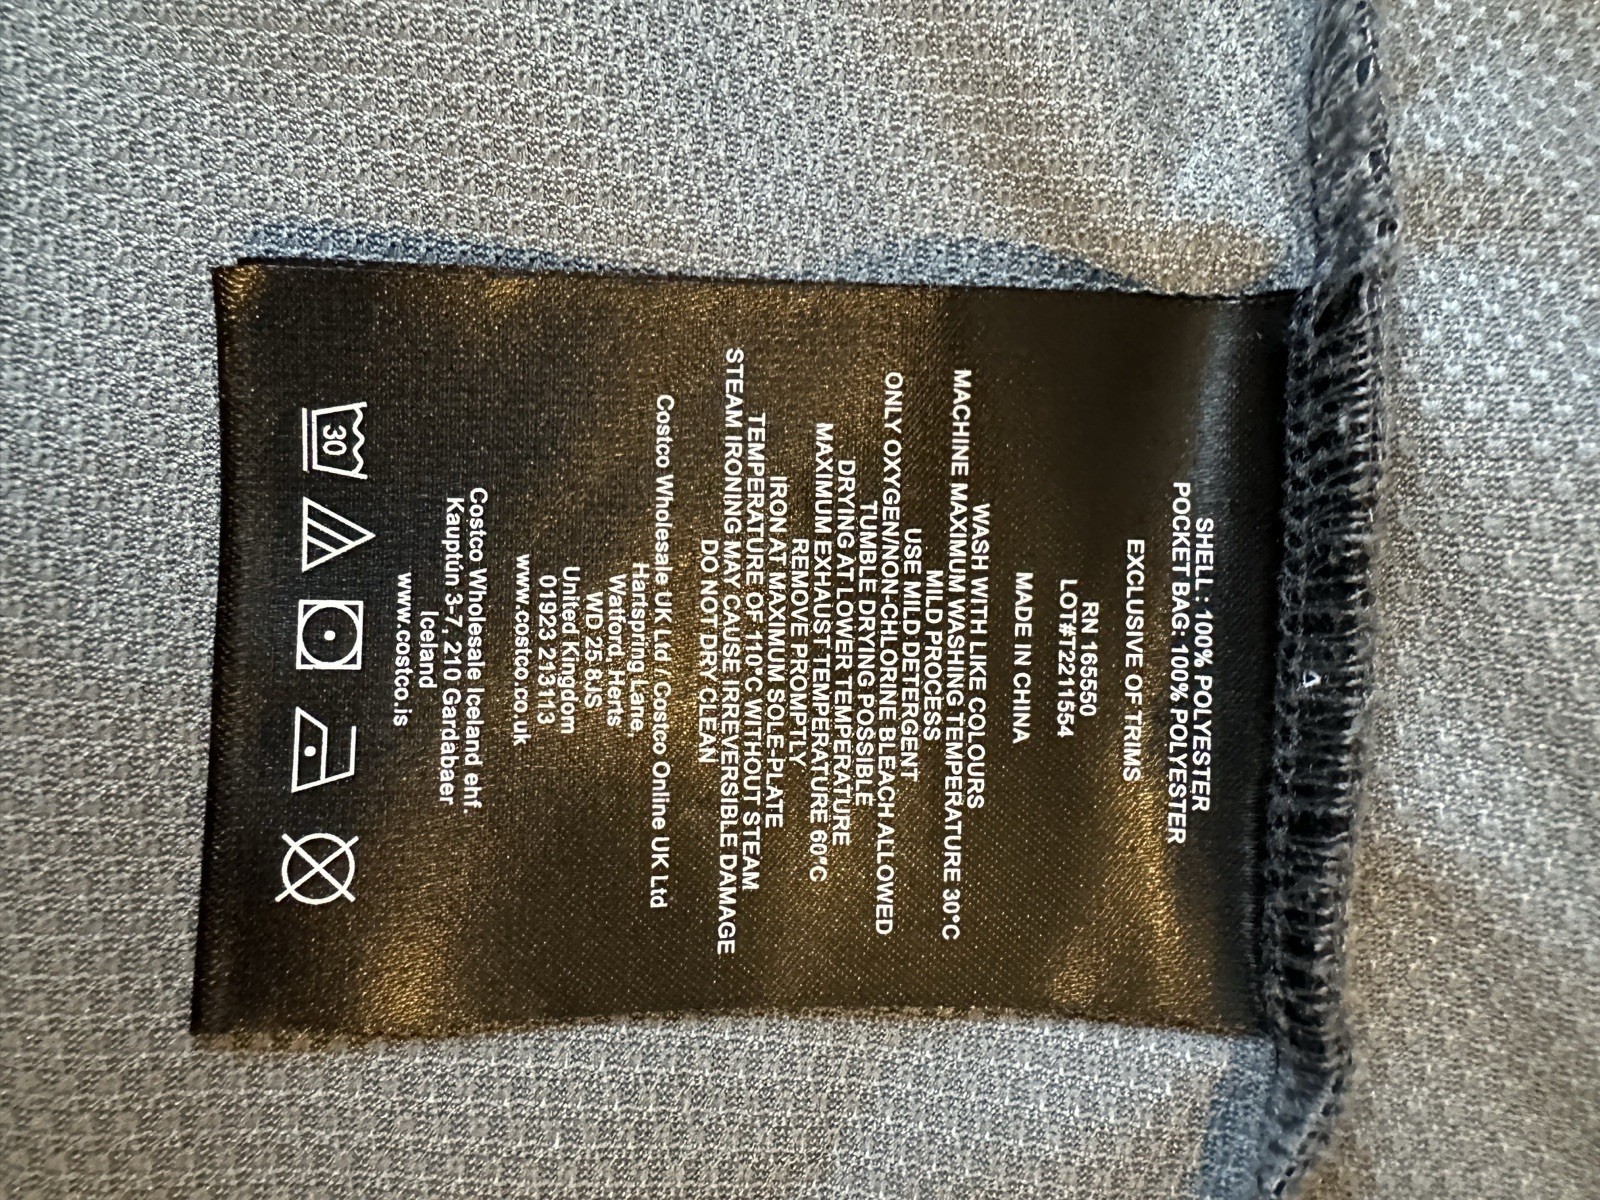 SHELL: 100% POLYESTER
POCKET BAG: 100% POLYESTER
EXCLUSIVE OF TRIMS
RN 165550
LOT#T2211554
MADE IN CHINA
WASH WITH LIKE COLOURS
MACHINE MAXIMUM WASHING TEMPERATURE 30°C
MILD PROCESS
USE MILD DETERGENT
ONLY OXYGEN/NON-CHLORINE BLEACH ALLOWED
TUMBLE DRYING POSSIBLE
DRYING AT LOWER TEMPERATURE
MAXIMUM EXHAUST TEMPERATURE 60°C
REMOVE PROMPTLY
IRON AT MAXIMUM SOLE-PLATE
TEMPERATURE OF 110°C WITHOUT STEAM
STEAM IRONING MAY CAUSE IRREVERSIBLE DAMAGE
DO NOT DRY CLEAN
Costco Wholesale UK Ltd / Costco Online UK Ltd
Hartspring Lane,
Watford, Herts
WD 25 8JS
United Kingdom
01923 213113
www.costco.co.uk
Costco Wholesale Iceland ehf.
Kauptún 3-7, 210 Gardabaer
Iceland
www.costco.is
30